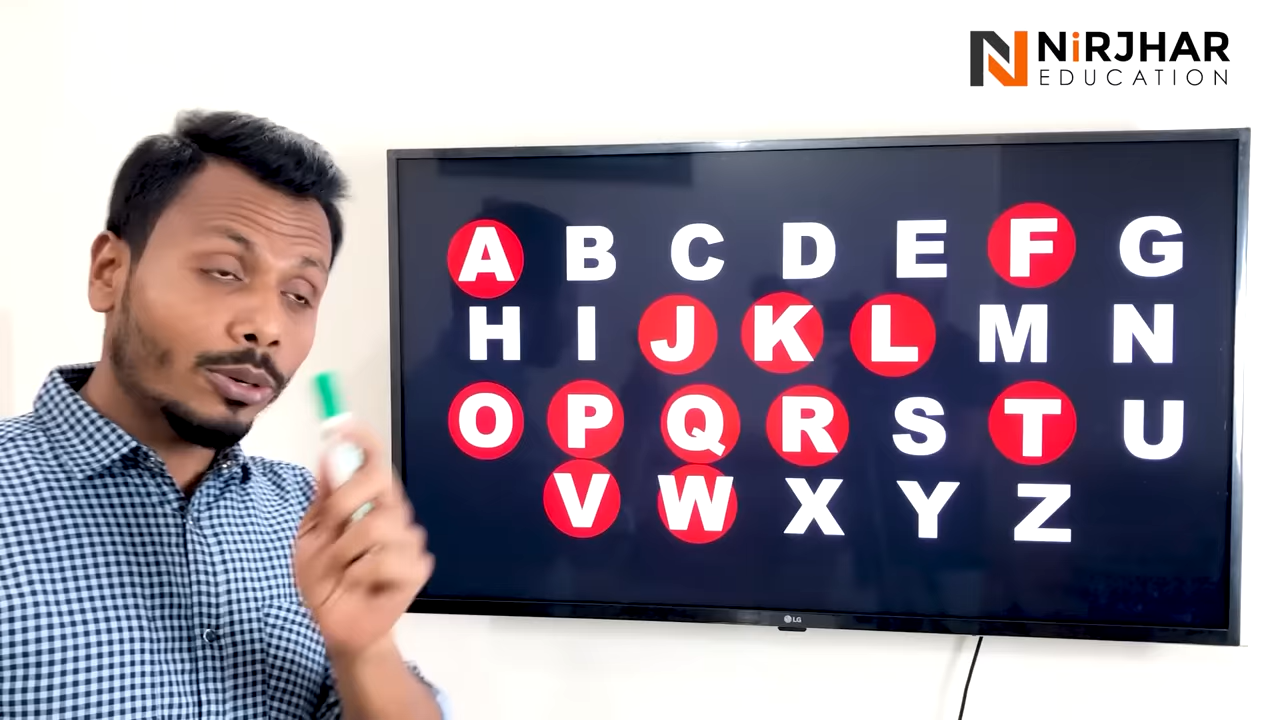 NiRJHAR
EDUCATION
A B C D E F G
H I J K L M N
O P Q R S T U
V W X Y Z
LG